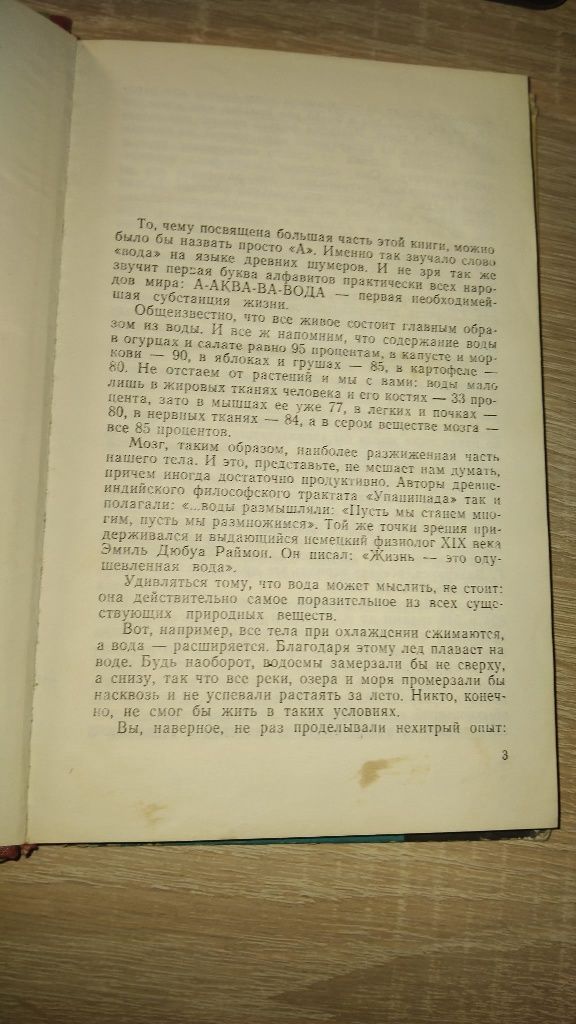 То, чему посвящена большая часть этой книги, можно
было бы назвать просто «А». Именно так звучало слово
«вода» на языке древних шумеров. И не зря так же
звучит первая буква алфавитов практически всех наро-
дов мира: А-АКВА-ВА-ВОДА — первая необходимей-
шая субстанция жизни.
Общеизвестно, что все живое состоит главным обра-
зом из воды. И все ж напомним, что содержание воды
в огурцах и салате равно 95 процентам, в капусте и мор-
кови — 90, в яблоках и грушах — 85, в картофеле —
80. Не отстаем от растений и мы с вами: воды мало
лишь в жировых тканях человека и его костях — 33 про-
цента, зато в мышцах ее уже 77, в легких и почках —
80, в нервных тканях — 84, а в сером веществе мозга —
все 85 процентов.
Мозг, таким образом, наиболее разжиженная часть
нашего тела. И это, представьте, не мешает нам думать,
причем иногда достаточно продуктивно. Авторы древне-
индийского философского трактата «Упанишада» так и
полагали: «...воды размышляли: «Пусть мы станем мно-
гим, пусть мы размножимся». Той же точки зрения при-
держивался и выдающийся немецкий физиолог XIX века
Эмиль Дюбуа Раймон. Он писал: «Жизнь — это оду-
шевленная вода».
Удивляться тому, что вода может мыслить, не стоит:
она действительно самое поразительное из всех суще-
ствующих природных веществ.
Вот, например, все тела при охлаждении сжимаются,
а вода — расширяется. Благодаря этому лед плавает на
воде. Будь наоборот, водоемы замерзали бы не сверху,
а снизу, так что все реки, озера и моря промерзали бы
насквозь и не успевали растаять за лето. Никто, конеч-
но, не смог бы жить в таких условиях.
Вы, наверное, не раз проделывали нехитрый опыт:
3